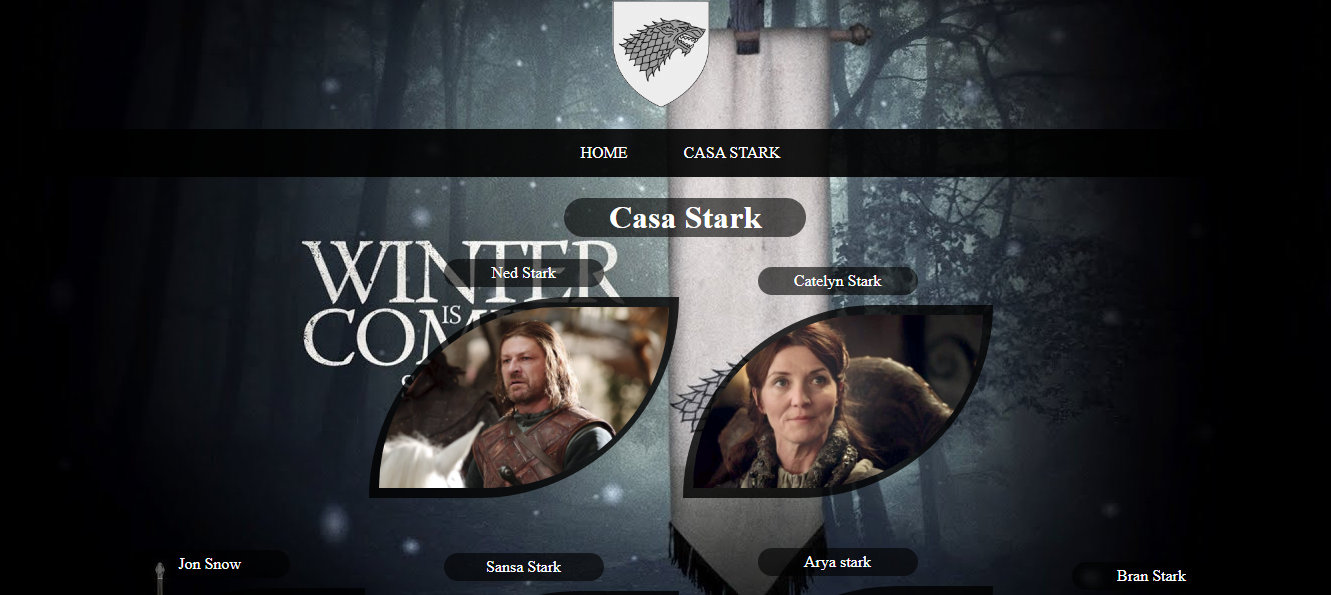 HOME
CASA STARK
Casa Stark
WINTER
IS
COM
Ned Stark
Catelyn Stark
Jon Snow
Sansa Stark
Arya stark
Bran Stark